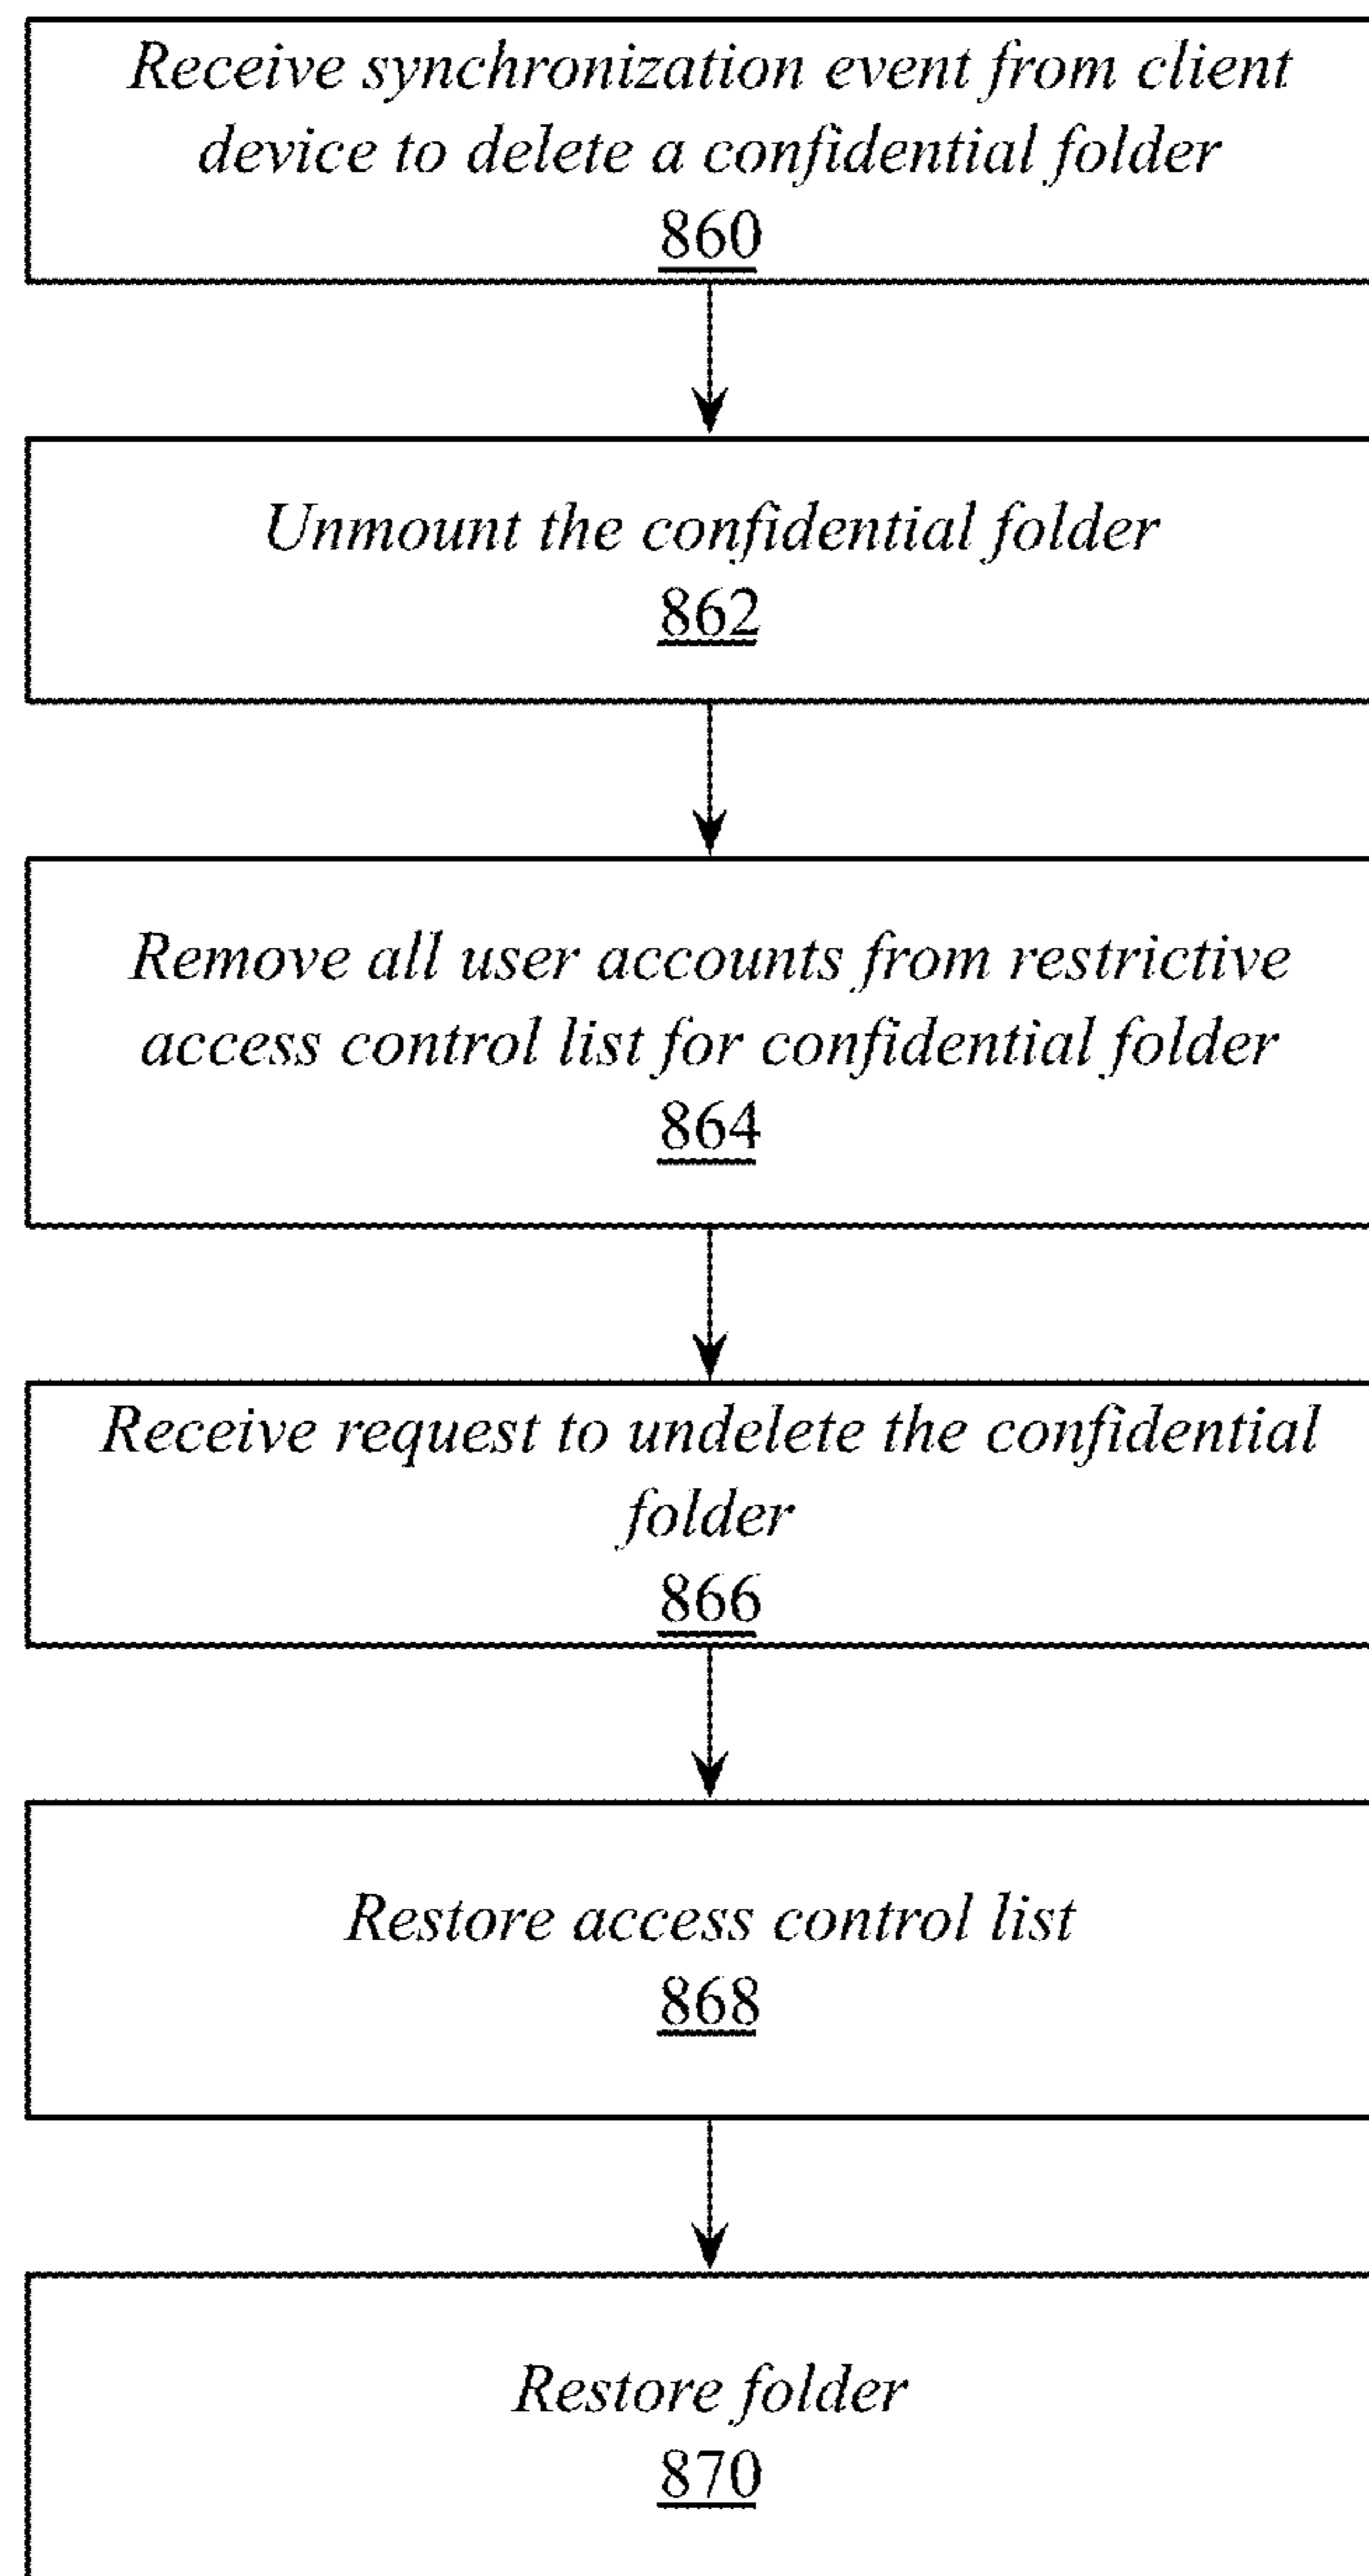 Receive synchronization event from client
device to delete a confidential folder
860
Unmount the confidential folder
862
Remove all user accounts from restrictive
access control list for confidential folder
864
Receive request to undelete the confidential
folder
866
Restore access control list
868
Restore folder
870